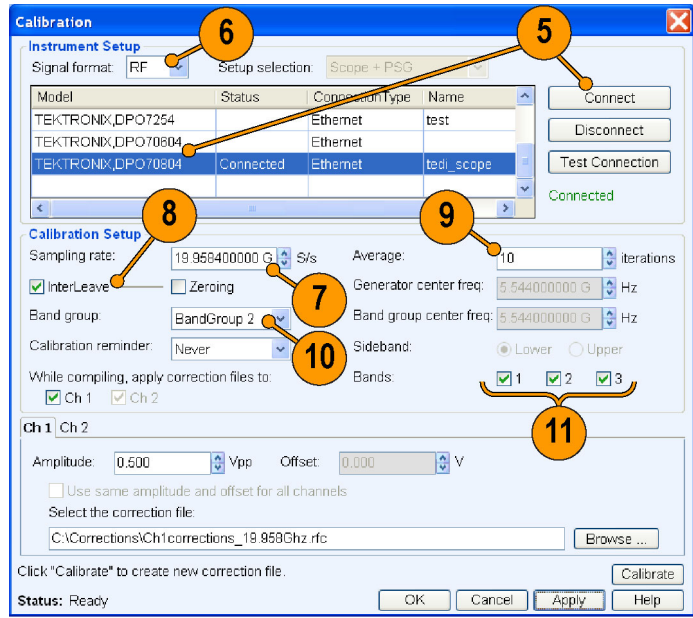 Calibration
6
5
Instrument Setup
Signal format: RF Setup selection: Scope + PSG
Model Status ConnectionType Name
Connect
TEKTRONIX,DPO7254 Ethernet test
Disconnect
TEKTRONIX,DPO70604 Ethernet
TEKTRONIX,DPO70804 Connected Ethernet tedi_scope
Test Connection
Connected
8
9
Calibration Setup
Sampling rate: 19.958400000 G S/s Average: 10 iterations
InterLeave Zeroing Generator center freq: 5.544000000 G Hz
7
Band group: BandGroup 2 Band group center freq: 5.544000000 G Hz
10
Calibration reminder: Never Sideband: Lower Upper
While compiling, apply correction files to: Bands: 1 2 3
Ch 1 Ch 2
11
Ch 1 Ch 2
Amplitude: 0.500 Vpp Offset: 0.000 V
Use same amplitude and offset for all channels
Select the correction file:
C:\Corrections\Ch1corrections_19.958Ghz.rfc Browse ...
Click "Calibrate" to create new correction file. Calibrate
Status: Ready OK Cancel Apply Help